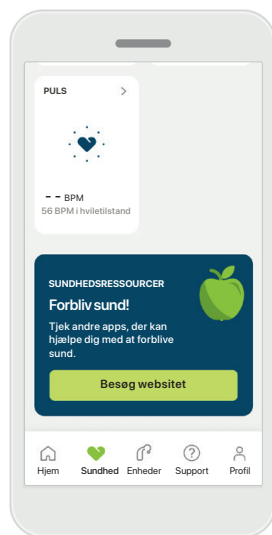 PULS
-- BPM
56 BPM i hviletilstand
SUNDHEDSRESSOURCER
Forbliv sund!
Tjek andre apps, der kan
hjælpe dig med at forblive
sund.
Besøg websitet
Hjem Sundhed Enheder Support Profil